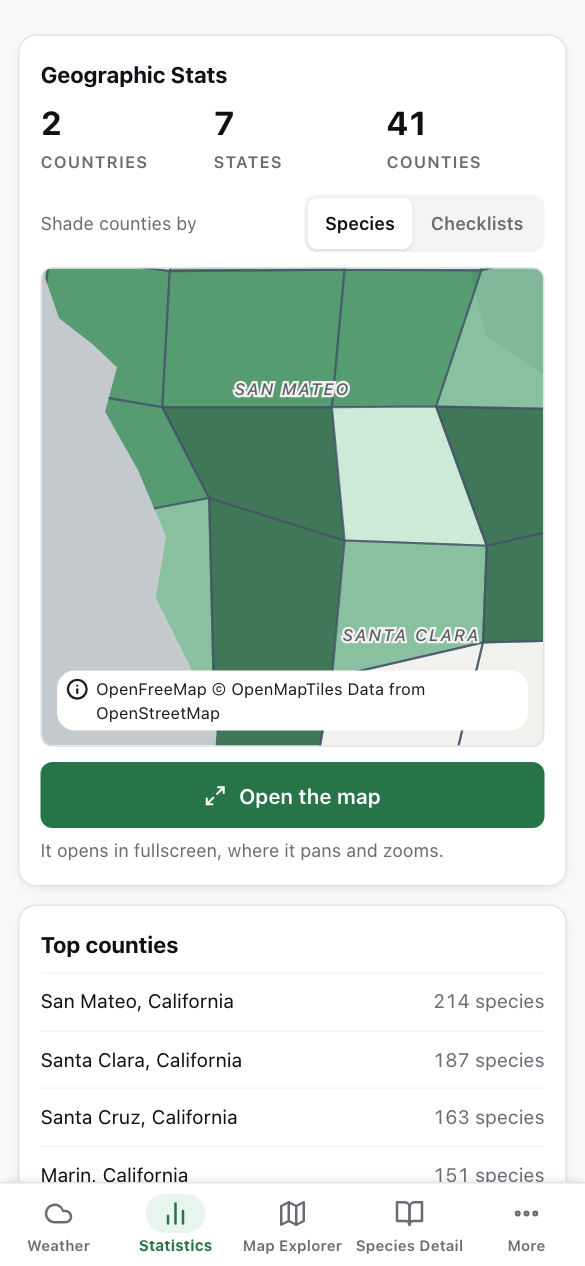 Geographic Stats
2 7 41
COUNTRIES STATES COUNTIES
Shade counties by Species Checklists
SAN MATEO
SANTA CLARA
OpenFreeMap © OpenMapTiles Data from
OpenStreetMap
Open the map
It opens in fullscreen, where it pans and zooms.
Top counties
San Mateo, California 214 species
Santa Clara, California 187 species
Santa Cruz, California 163 species
Marin, California 151 species
Weather Statistics Map Explorer Species Detail More